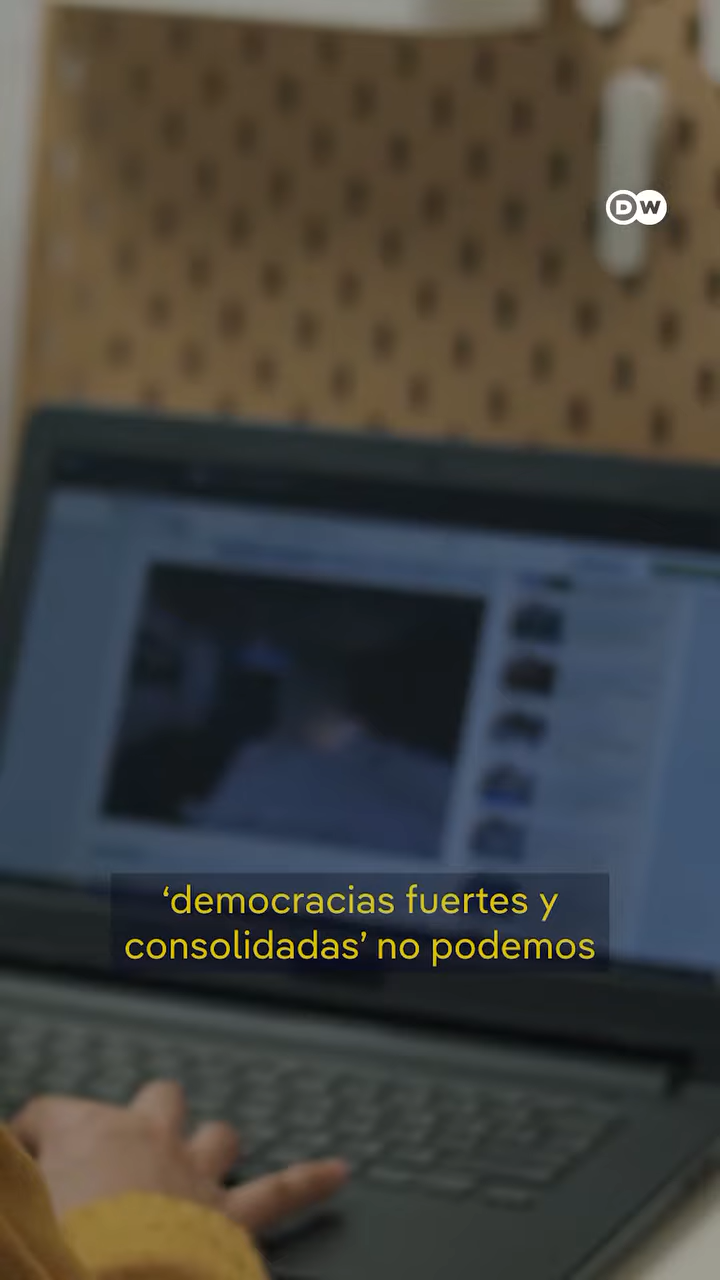 DW
‘democracias fuertes y
consolidadas’ no podemos